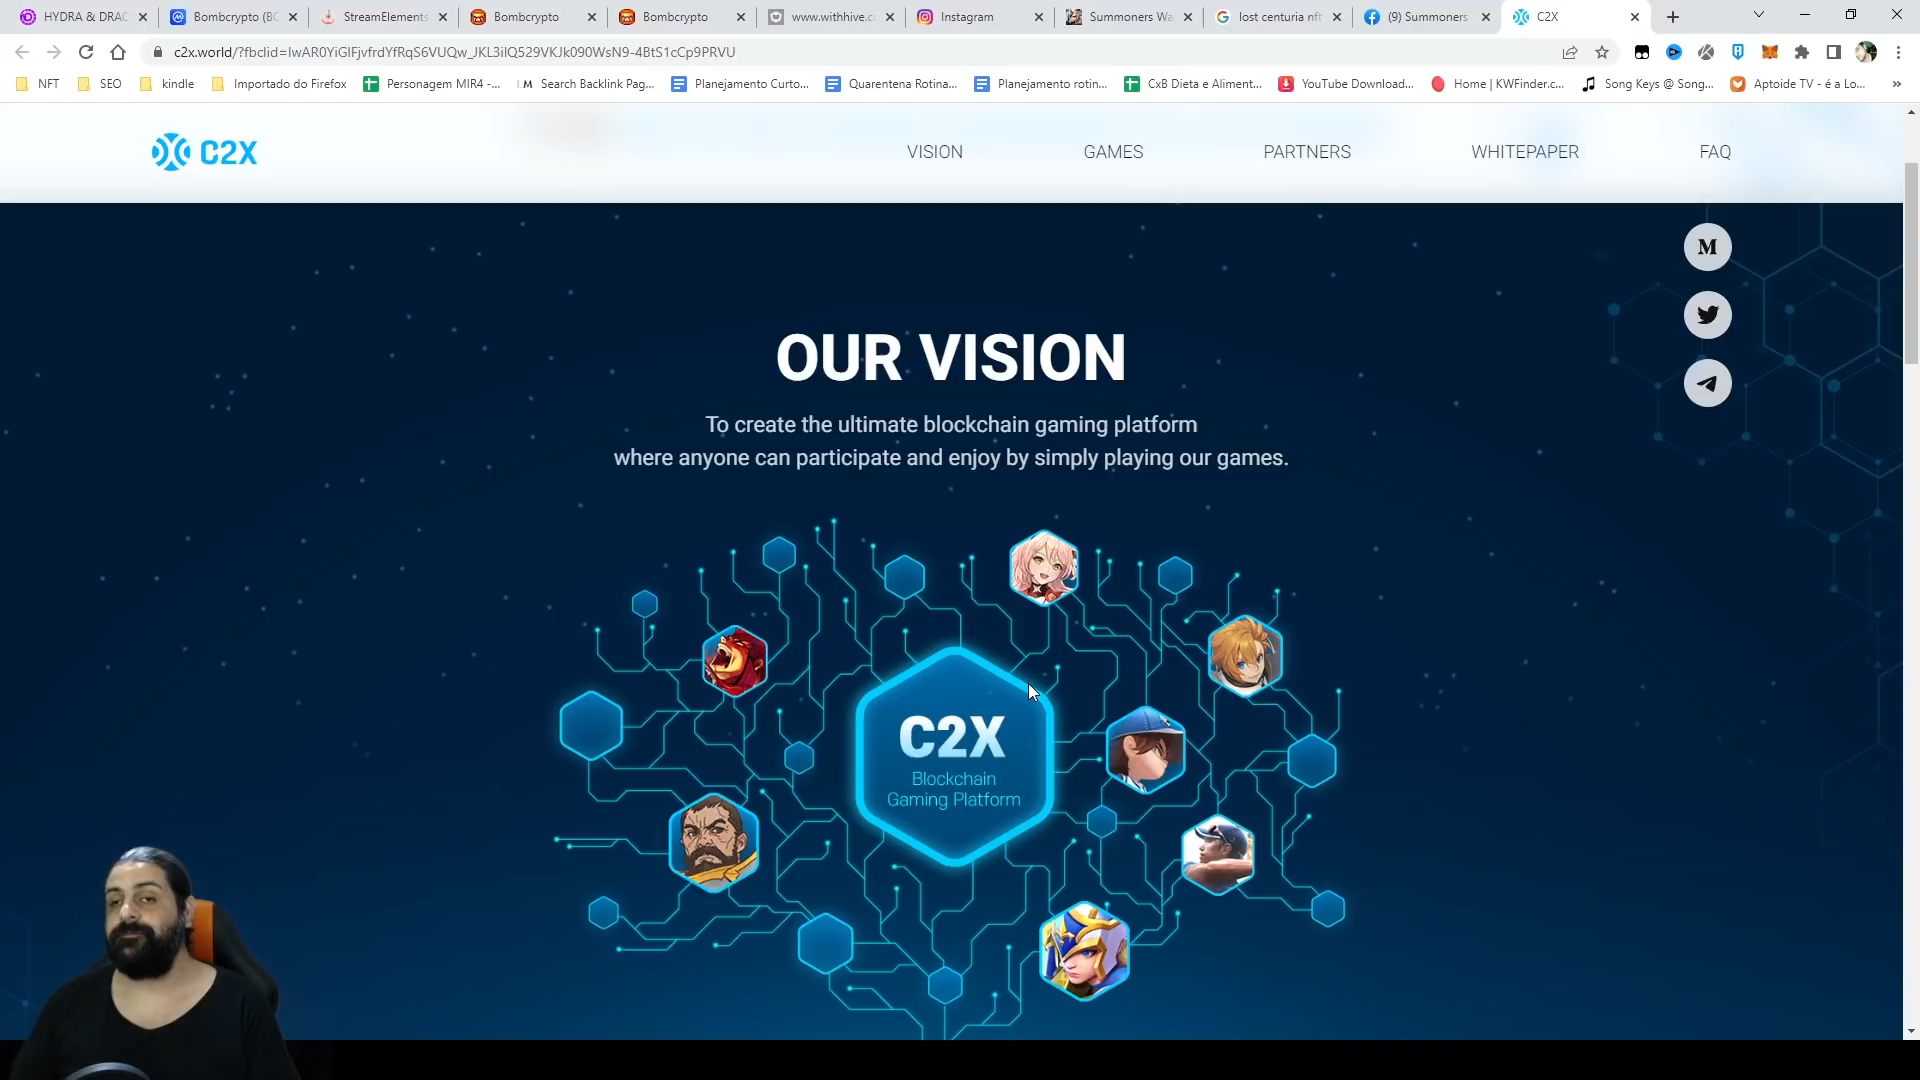 HYDRA & DRAC
Bombcrypto (BC
StreamElements
Bombcrypto
Bombcrypto
www.withhive.c
Instagram
Summoners Wa
lost centuria nft
(9) Summoners
C2X
c2x.world/?fbclid=IwAR0YiGIFjvfrdYfRqS6VUQw_JKL3iIQ529VKJk090WsN9-4BtS1cCp9PRVU
NFT
SEO
kindle
Importado do Firefox
Personagem MIR4 -...
M Search Backlink Pag...
Planejamento Curto...
Quarentena Rotina...
Planejamento rotin...
CxB Dieta e Aliment...
YouTube Download...
Home | KWFinder.c...
Song Keys @ Song...
Aptoide TV - é a Lo...
C2X
VISION
GAMES
PARTNERS
WHITEPAPER
FAQ
M
OUR VISION
To create the ultimate blockchain gaming platform
where anyone can participate and enjoy by simply playing our games.
C2X
Blockchain
Gaming Platform